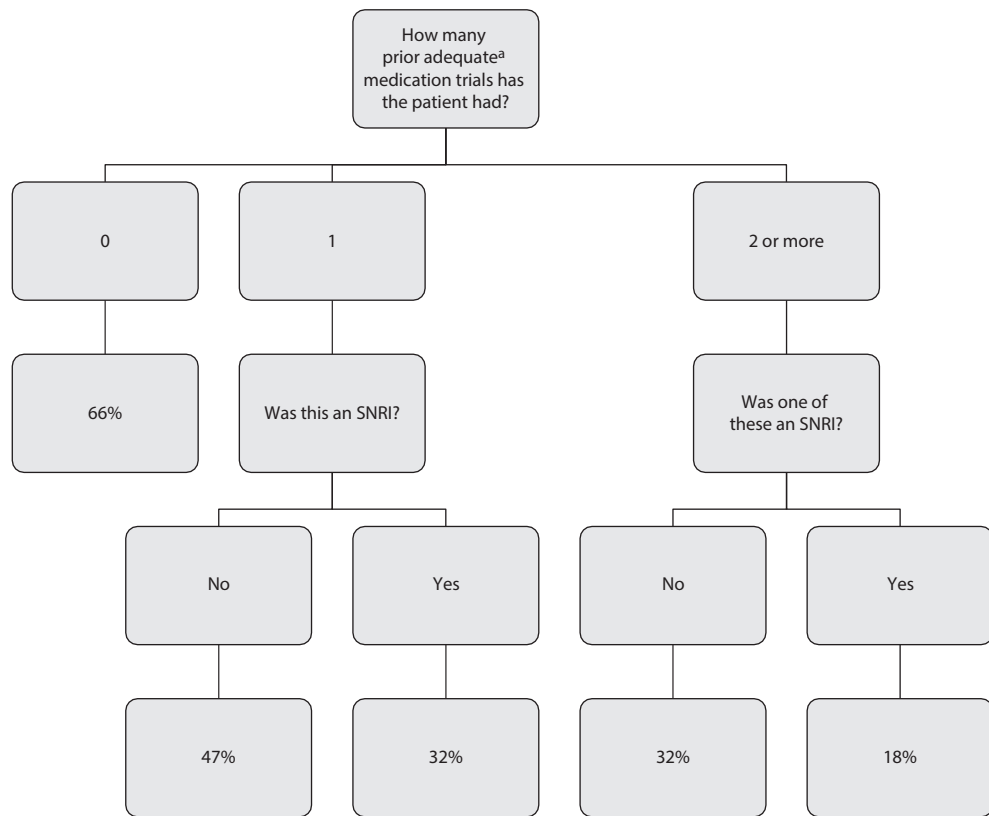 How many
prior adequateᵃ
medication trials has
the patient had?
0
1
2 or more
66%
Was this an SNRI?
Was one of
these an SNRI?
No
Yes
No
Yes
47%
32%
32%
18%